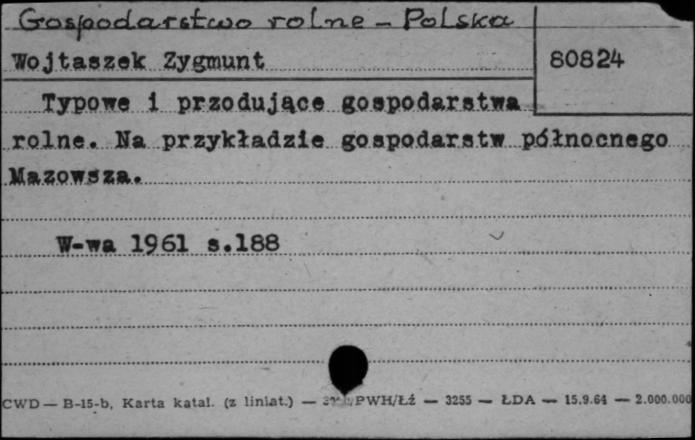 Gospodarstwo rolne - Polska
Wojtaszek Zygmunt
80824
Typowe i przodujące gospodarstwa
rolne. Na przykładzie gospodarstw północnego
Mazowsza.
W-wa 1961 s.188
CWD — B-15-b, Karta katal. (z liniat.) — PWH/Łź — 3255 — ŁDA — 15.9.64 — 2.000.000